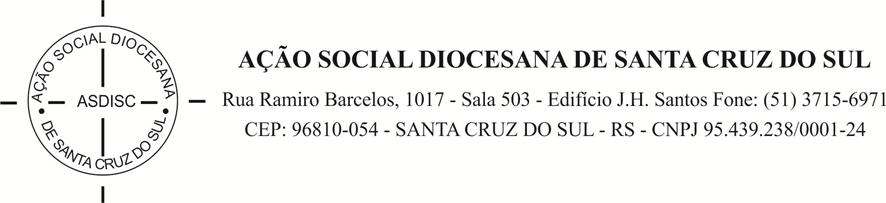 AÇÃO SOCIAL DIOCESANA
ASDISC
DE SANTA CRUZ DO SUL
AÇÃO SOCIAL DIOCESANA DE SANTA CRUZ DO SUL
Rua Ramiro Barcelos, 1017 - Sala 503 - Edifício J.H. Santos Fone: (51) 3715-6971
CEP: 96810-054 - SANTA CRUZ DO SUL - RS - CNPJ 95.439.238/0001-24